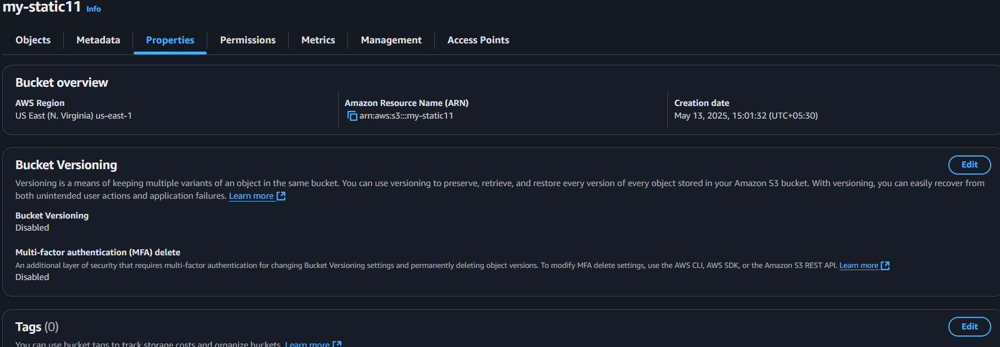 my-static11 Info
Objects
Metadata
Properties
Permissions
Metrics
Management
Access Points
Bucket overview
AWS Region
US East (N. Virginia) us-east-1
Amazon Resource Name (ARN)
arn:aws:s3:::my-static11
Creation date
May 13, 2025, 15:01:32 (UTC+05:30)
Bucket Versioning
Edit
Versioning is a means of keeping multiple variants of an object in the same bucket. You can use versioning to preserve, retrieve, and restore every version of every object stored in your Amazon S3 bucket. With versioning, you can easily recover from
both unintended user actions and application failures. Learn more
Bucket Versioning
Disabled
Multi-factor authentication (MFA) delete
An additional layer of security that requires multi-factor authentication for changing Bucket Versioning settings and permanently deleting object versions. To modify MFA delete settings, use the AWS CLI, AWS SDK, or the Amazon S3 REST API. Learn more
Disabled
Tags (0)
Edit
You can use bucket tags to track storage costs and organize buckets. Learn more